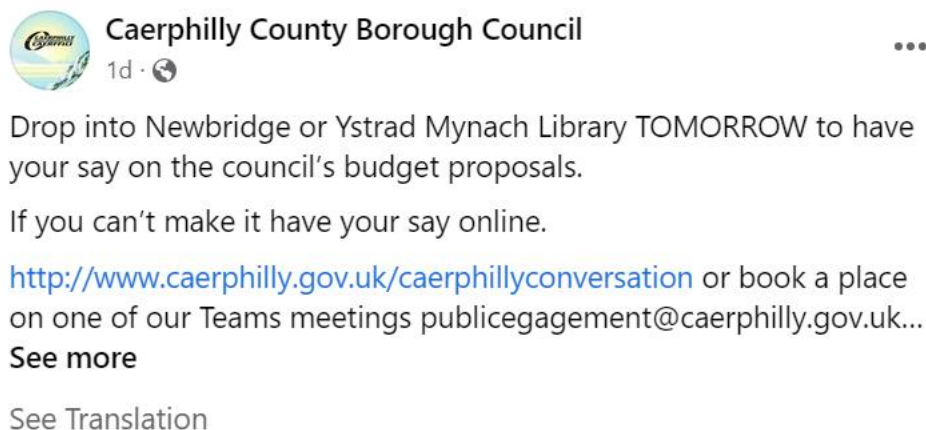 CAERPHILLY
CAERFFILI
Caerphilly County Borough Council
1d ·
Drop into Newbridge or Ystrad Mynach Library TOMORROW to have
your say on the council’s budget proposals.
If you can’t make it have your say online.
http://www.caerphilly.gov.uk/caerphillyconversation or book a place
on one of our Teams meetings publicegagement@caerphilly.gov.uk...
See more
See Translation